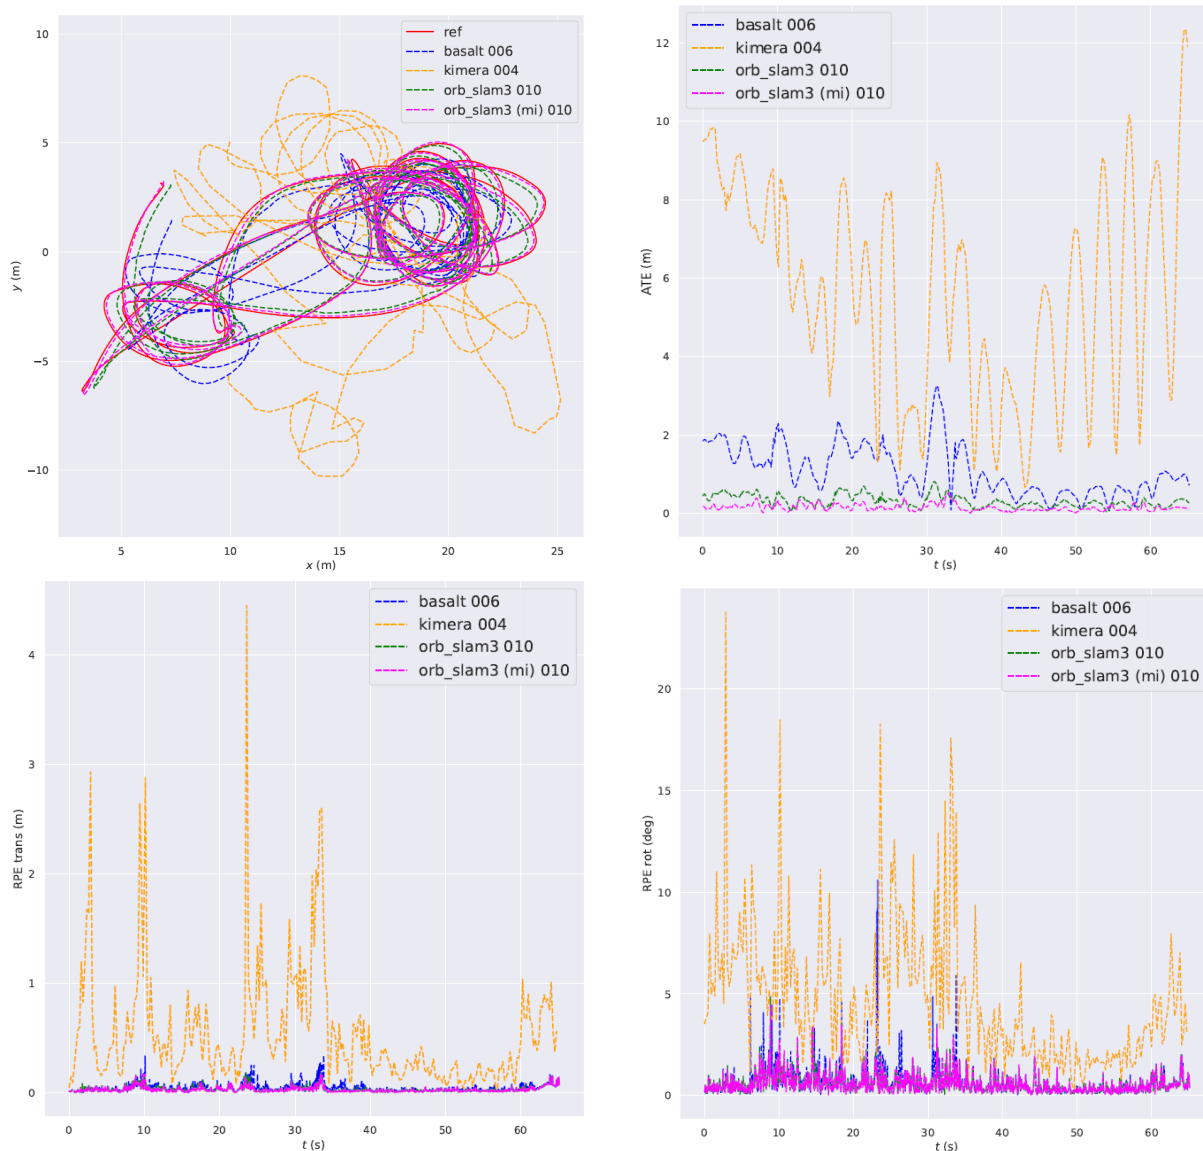 10
5
0
−5
−10
y (m)
5
10
15
20
25
x (m)
ref
basalt 006
kimera 004
orb_slam3 010
orb_slam3 (mi) 010
12
10
8
6
4
2
0
ATE (m)
0
10
20
30
40
50
60
t (s)
basalt 006
kimera 004
orb_slam3 010
orb_slam3 (mi) 010
4
3
2
1
0
RPE trans (m)
0
10
20
30
40
50
60
t (s)
basalt 006
kimera 004
orb_slam3 010
orb_slam3 (mi) 010
20
15
10
5
0
RPE rot (deg)
0
10
20
30
40
50
60
t (s)
basalt 006
kimera 004
orb_slam3 010
orb_slam3 (mi) 010